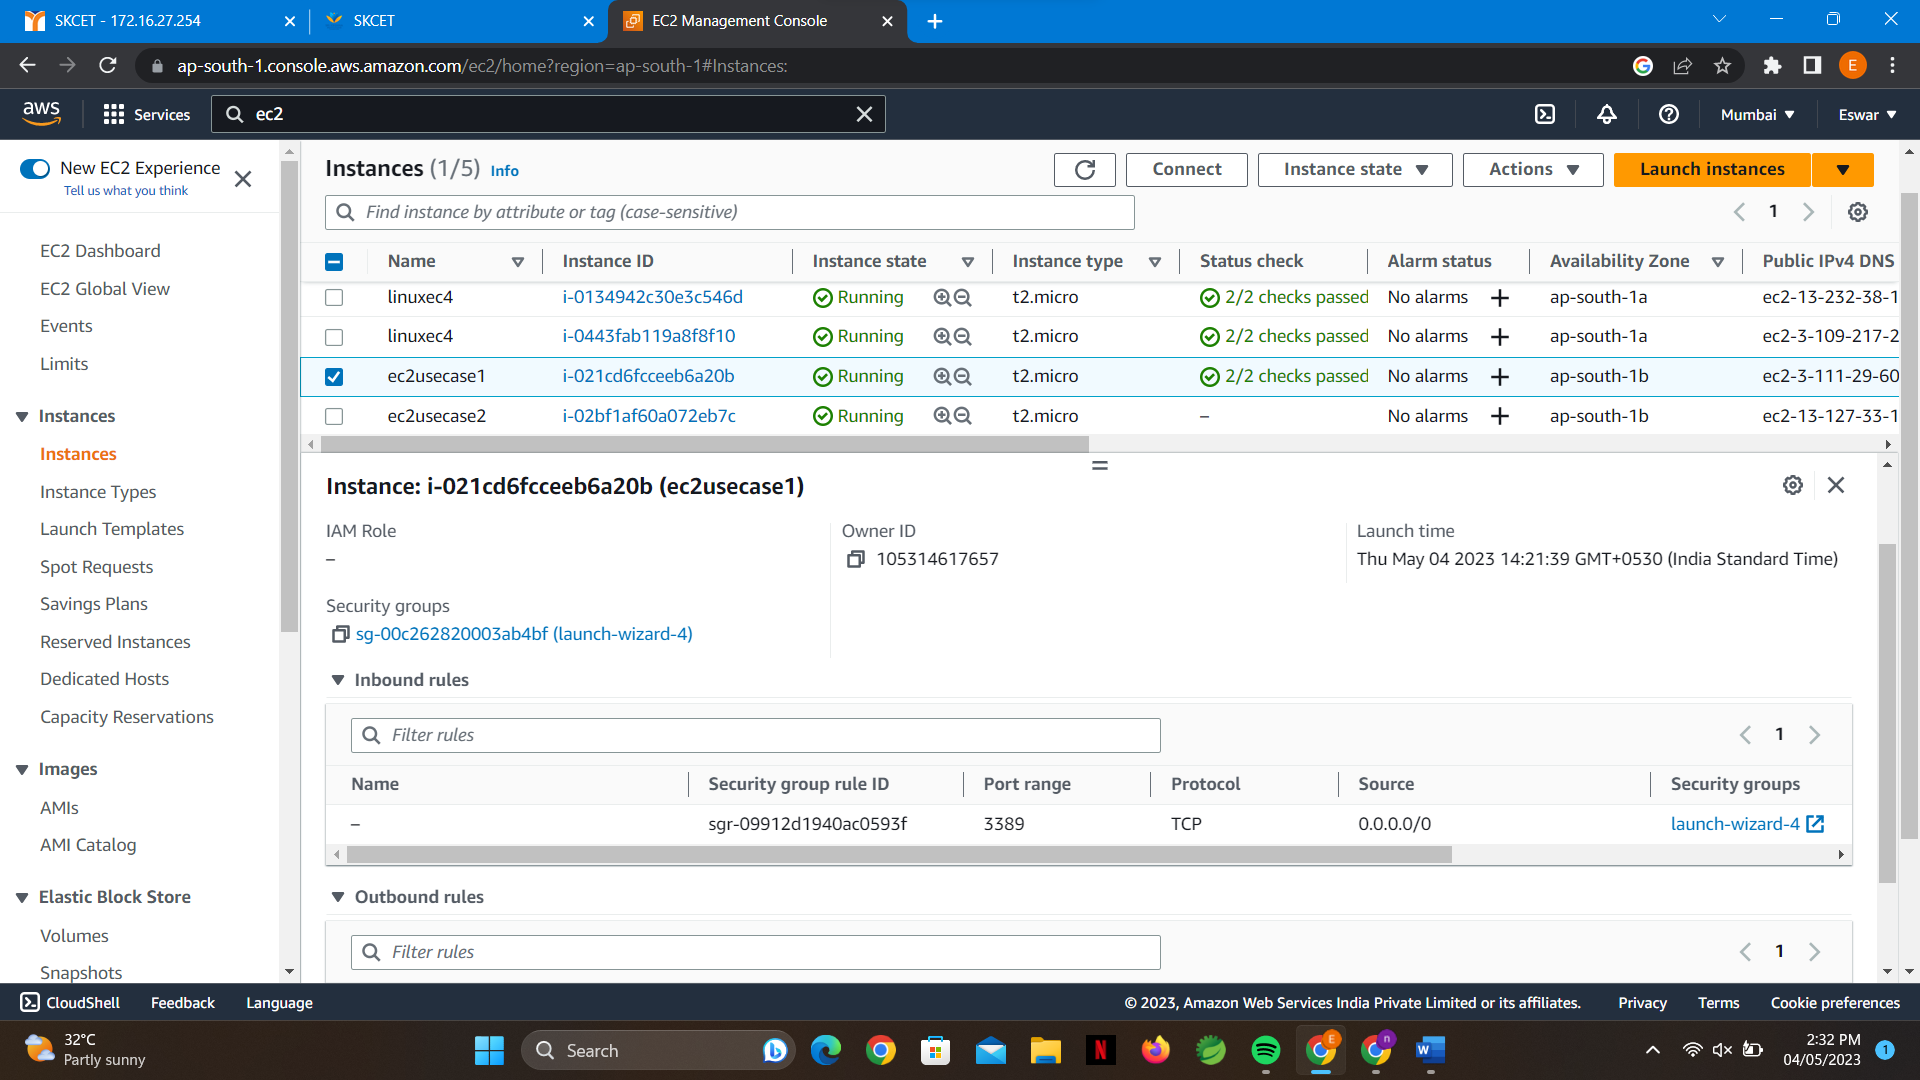 SKCET - 172.16.27.254
SKCET
EC2 Management Console
ap-south-1.console.aws.amazon.com/ec2/home?region=ap-south-1#Instances:
E
aws
Services
ec2
Mumbai
Eswar
New EC2 Experience
Tell us what you think
EC2 Dashboard
EC2 Global View
Events
Limits
Instances
Instances
Instance Types
Launch Templates
Spot Requests
Savings Plans
Reserved Instances
Dedicated Hosts
Capacity Reservations
Images
AMIs
AMI Catalog
Elastic Block Store
Volumes
Snapshots
Instances (1/5) Info
Connect
Instance state
Actions
Launch instances
Find instance by attribute or tag (case-sensitive)
1
Name Instance ID Instance state Instance type Status check Alarm status Availability Zone Public IPv4 DNS
linuxec4 i-0134942c30e3c546d Running t2.micro 2/2 checks passed No alarms + ap-south-1a ec2-13-232-38-1
linuxec4 i-0443fab119a8f8f10 Running t2.micro 2/2 checks passed No alarms + ap-south-1a ec2-3-109-217-2
ec2usecase1 i-021cd6fcceeb6a20b Running t2.micro 2/2 checks passed No alarms + ap-south-1b ec2-3-111-29-60
ec2usecase2 i-02bf1af60a072eb7c Running t2.micro – No alarms + ap-south-1b ec2-13-127-33-1
Instance: i-021cd6fcceeb6a20b (ec2usecase1)
IAM Role
–
Owner ID
105314617657
Launch time
Thu May 04 2023 14:21:39 GMT+0530 (India Standard Time)
Security groups
sg-00c262820003ab4bf (launch-wizard-4)
Inbound rules
Filter rules
1
Name Security group rule ID Port range Protocol Source Security groups
– sgr-09912d1940ac0593f 3389 TCP 0.0.0.0/0 launch-wizard-4
Outbound rules
Filter rules
1
CloudShell Feedback Language
© 2023, Amazon Web Services India Private Limited or its affiliates. Privacy Terms Cookie preferences
32°C
Partly sunny
Search
N
E
n
W
2:32 PM
04/05/2023
1